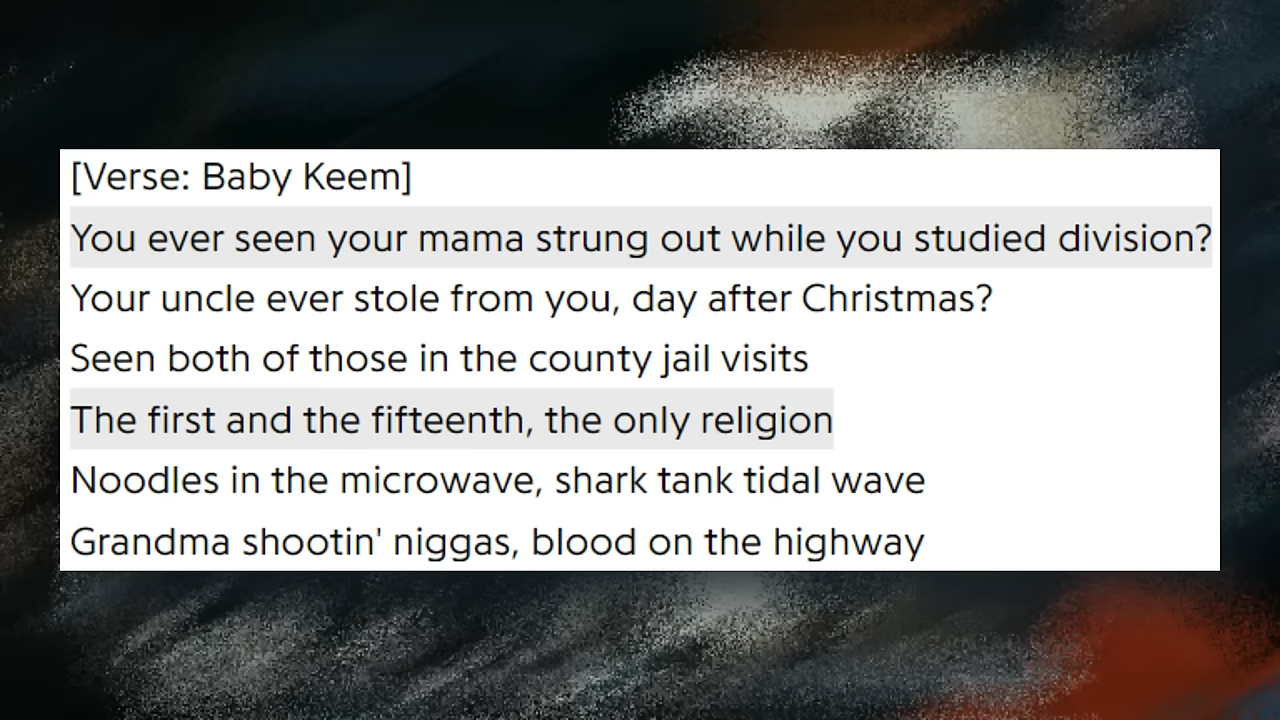 [Verse: Baby Keem]
You ever seen your mama strung out while you studied division?
Your uncle ever stole from you, day after Christmas?
Seen both of those in the county jail visits
The first and the fifteenth, the only religion
Noodles in the microwave, shark tank tidal wave
Grandma shootin' niggas, blood on the highway